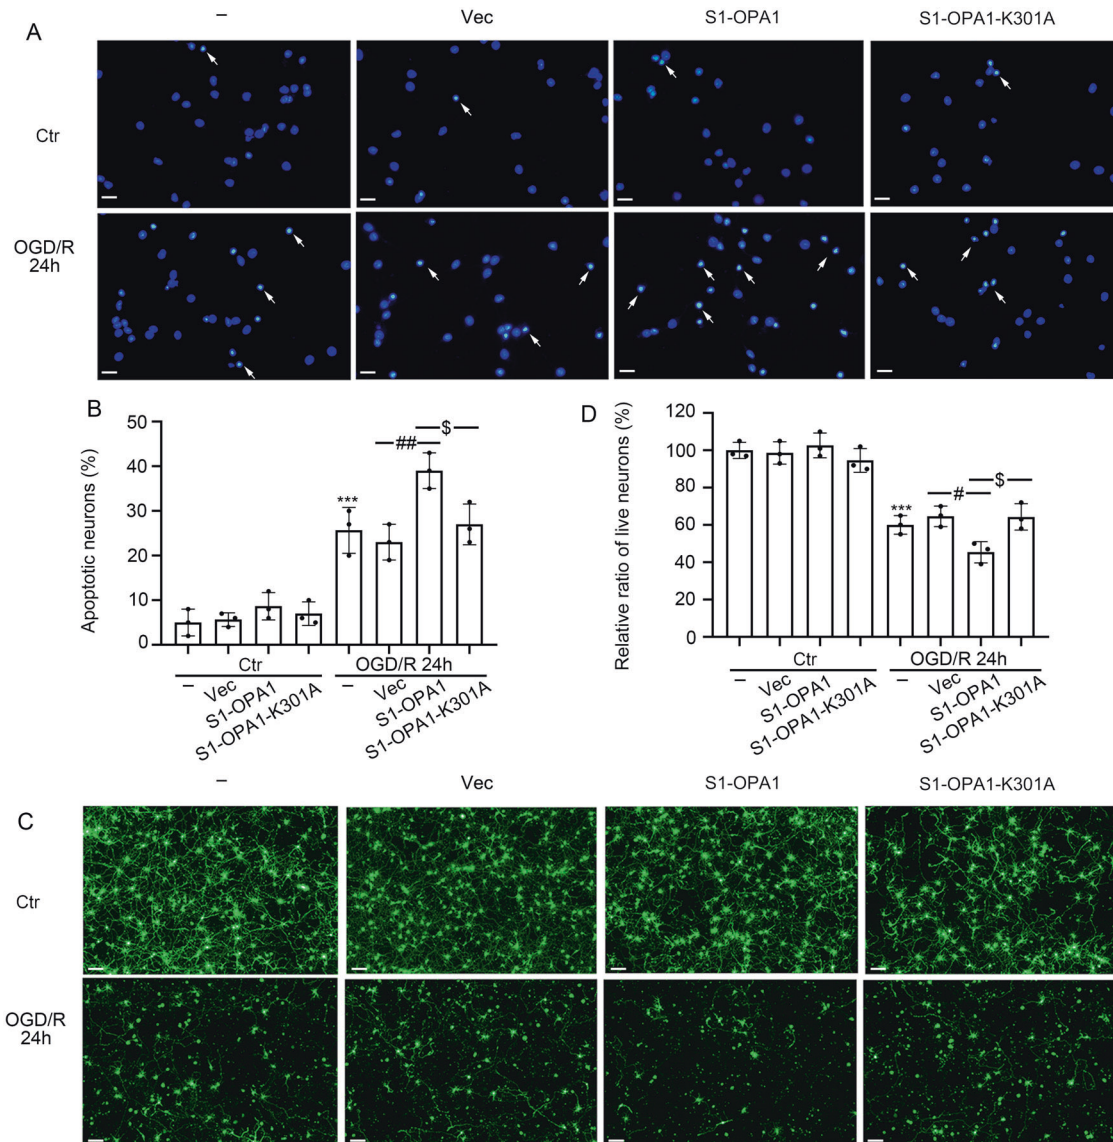 A
–
Vec
S1-OPA1
S1-OPA1-K301A
Ctr
OGD/R
24h
B
Apoptotic neurons (%)
50
40
30
20
10
0
***
##
$
Ctr
OGD/R 24h
–
Vec
S1-OPA1
S1-OPA1-K301A
–
Vec
S1-OPA1
S1-OPA1-K301A
D
Relative ratio of live neurons (%)
120
100
80
60
40
20
0
***
#
$
Ctr
OGD/R 24h
–
Vec
S1-OPA1
S1-OPA1-K301A
–
Vec
S1-OPA1
S1-OPA1-K301A
C
–
Vec
S1-OPA1
S1-OPA1-K301A
Ctr
OGD/R
24h